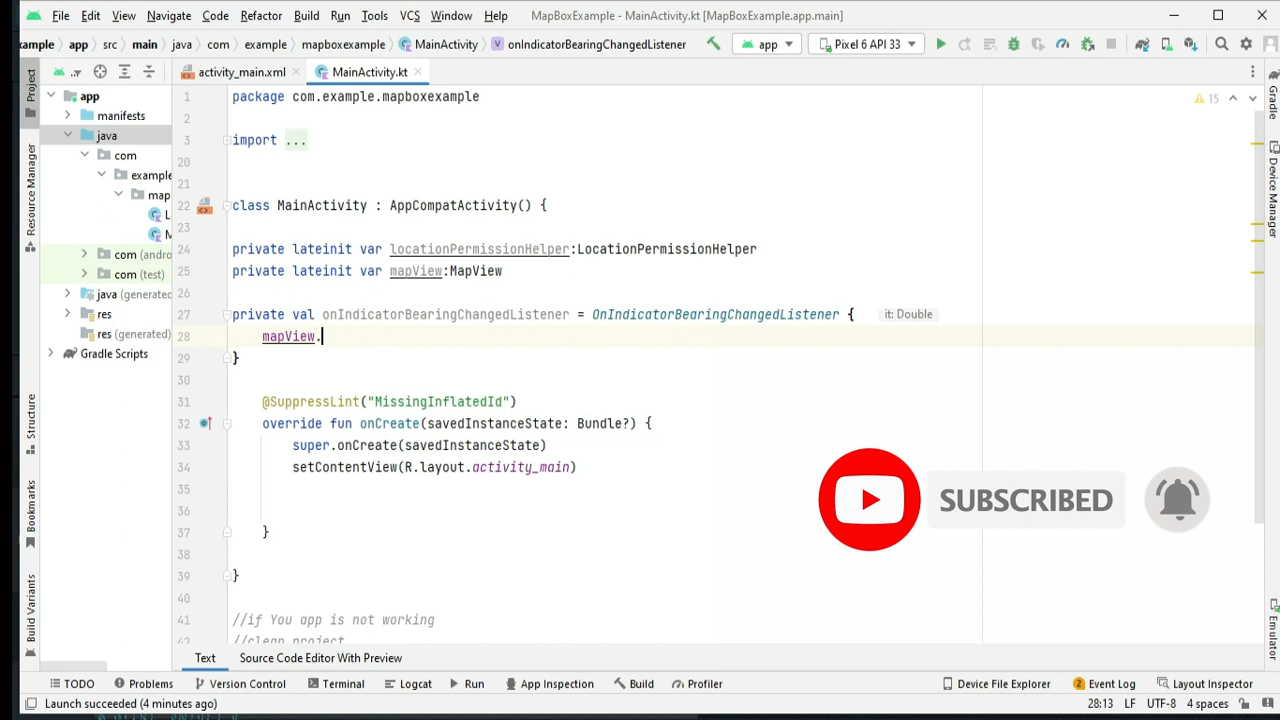 File Edit View Navigate Code Refactor Build Run Tools VCS Window Help MapBoxExample - MainActivity.kt [MapBoxExample.app.main]
ample app src main java com example mapboxexample MainActivity onIndicatorBearingChangedListener app Pixel 6 API 33
activity_main.xml MainActivity.kt
Project
Resource Manager
Structure
Bookmarks
Build Variants
app
manifests
java
com
example
map
L
M
com (andro
com (test)
java (generated)
res
res (generated)
Gradle Scripts
1 package com.example.mapboxexample
2
3 import ...
20
21
22 class MainActivity : AppCompatActivity() {
23
24 private lateinit var locationPermissionHelper:LocationPermissionHelper
25 private lateinit var mapView:MapView
26
27 private val onIndicatorBearingChangedListener = OnIndicatorBearingChangedListener { it: Double
28 mapView.
29 }
30
31 @SuppressLint("MissingInflatedId")
32 override fun onCreate(savedInstanceState: Bundle?) {
33 super.onCreate(savedInstanceState)
34 setContentView(R.layout.activity_main)
35
36
37 }
38
39 }
40
41 //if You app is not working
42 //clean project
15
SUBSCRIBED
Gradle
Device Manager
Emulator
Text Source Code Editor With Preview
TODO Problems Version Control Terminal Logcat Run App Inspection Build Profiler Device File Explorer 2 Event Log Layout Inspector
Launch succeeded (4 minutes ago) 28:13 LF UTF-8 4 spaces